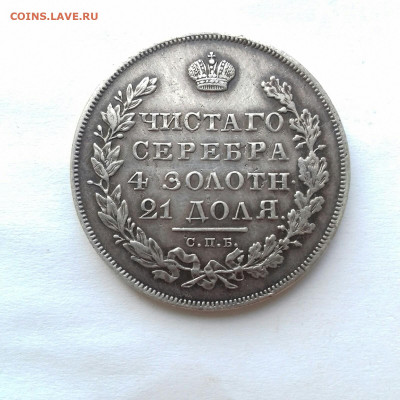 COINS.LAVE.RU
ЧИСТАГО
СЕРЕБРА
4 ЗОЛОТН.
21 ДОЛЯ.
С.П.Б.